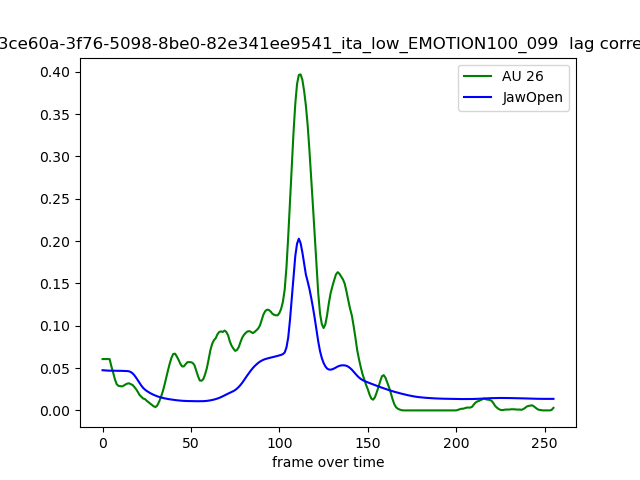 3ce60a-3f76-5098-8be0-82e341ee9541_ita_low_EMOTION100_099 lag corre
AU 26
JawOpen
0.40
0.35
0.30
0.25
0.20
0.15
0.10
0.05
0.00
0 50 100 150 200 250
frame over time